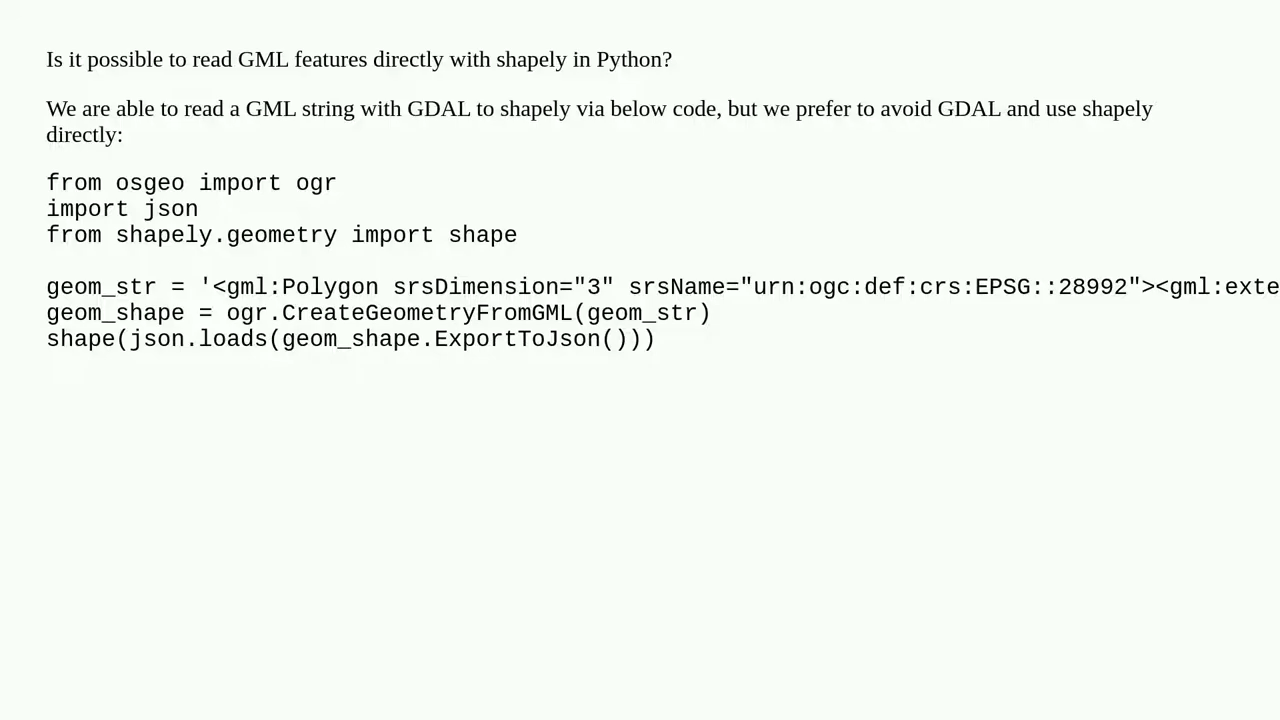 Is it possible to read GML features directly with shapely in Python?
We are able to read a GML string with GDAL to shapely via below code, but we prefer to avoid GDAL and use shapely
directly:
from osgeo import ogr
import json
from shapely.geometry import shape
geom_str = '<gml:Polygon srsDimension="3" srsName="urn:ogc:def:crs:EPSG::28992"><gml:exte
geom_shape = ogr.CreateGeometryFromGML(geom_str)
shape(json.loads(geom_shape.ExportToJson()))